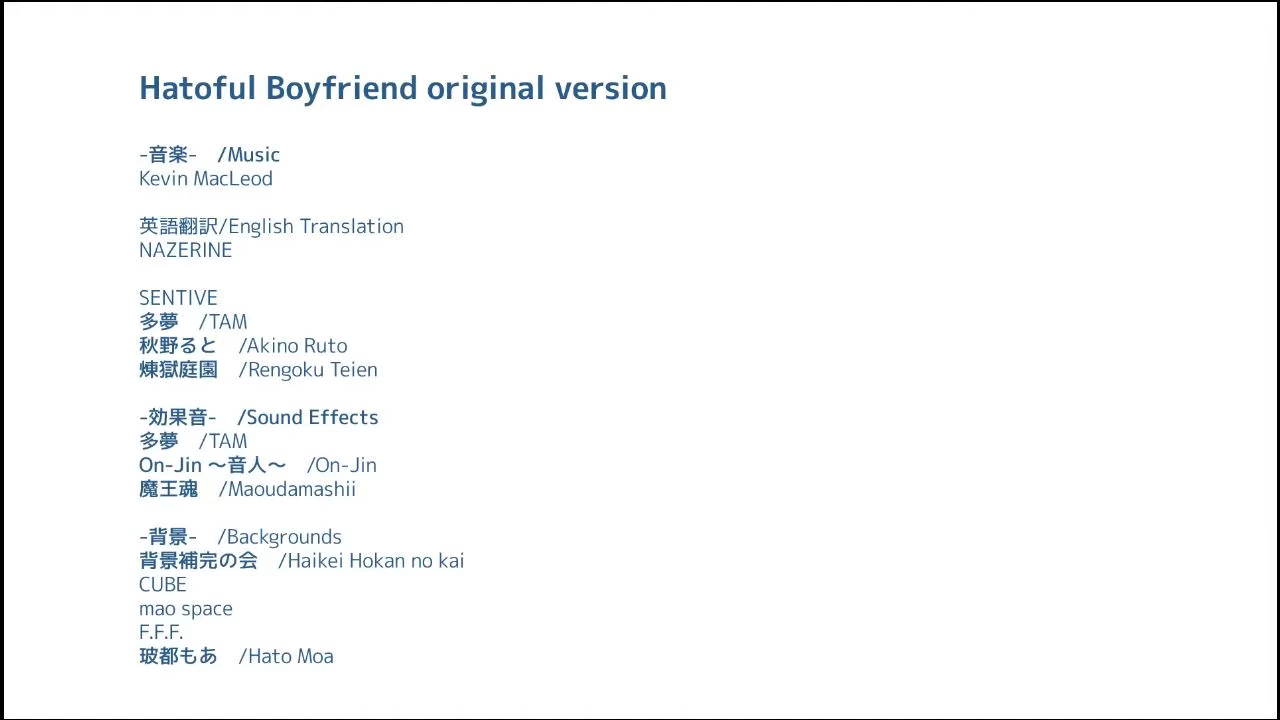 Hatoful Boyfriend original version
-音楽-　/Music
Kevin MacLeod
英語翻訳/English Translation
NAZERINE
SENTIVE
多夢　/TAM
秋野ると　/Akino Ruto
煉獄庭園　/Rengoku Teien
-効果音-　/Sound Effects
多夢　/TAM
On-Jin ～音人～　/On-Jin
魔王魂　/Maoudamashii
-背景-　/Backgrounds
背景補完の会　/Haikei Hokan no kai
CUBE
mao space
F.F.F.
玻都もあ　/Hato Moa